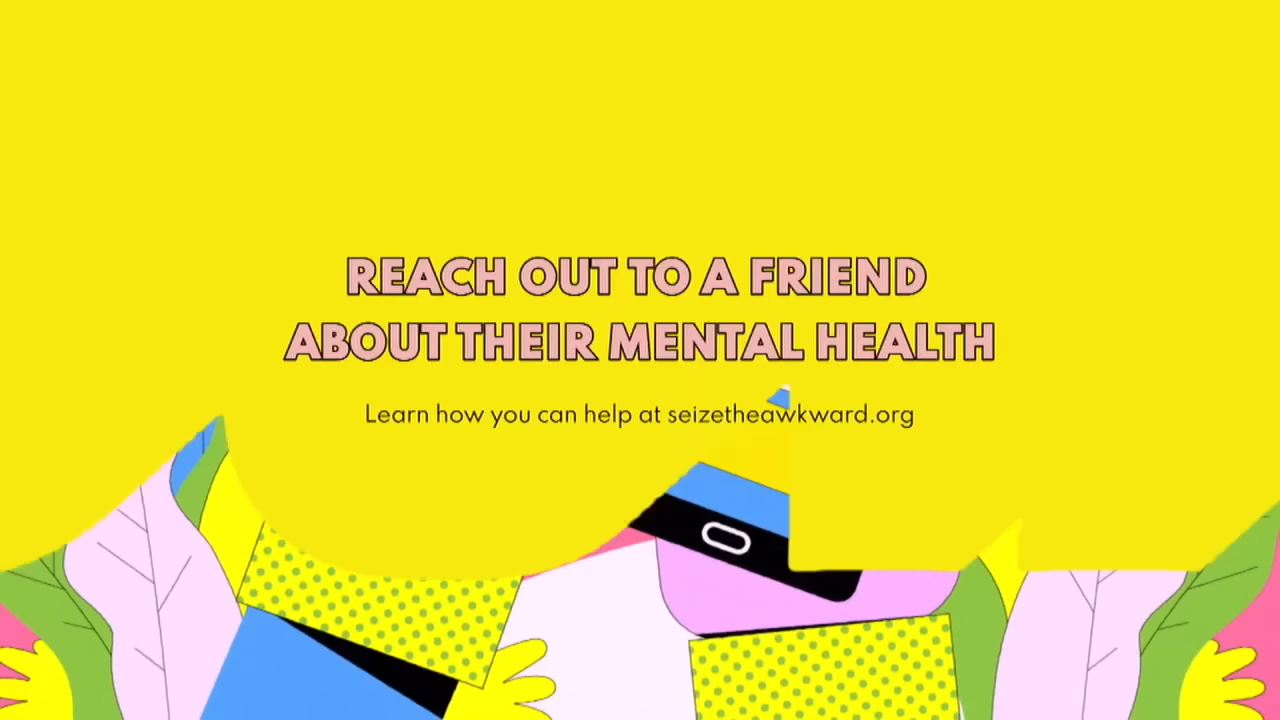 REACH OUT TO A FRIEND
ABOUT THEIR MENTAL HEALTH
Learn how you can help at seizetheawkward.org